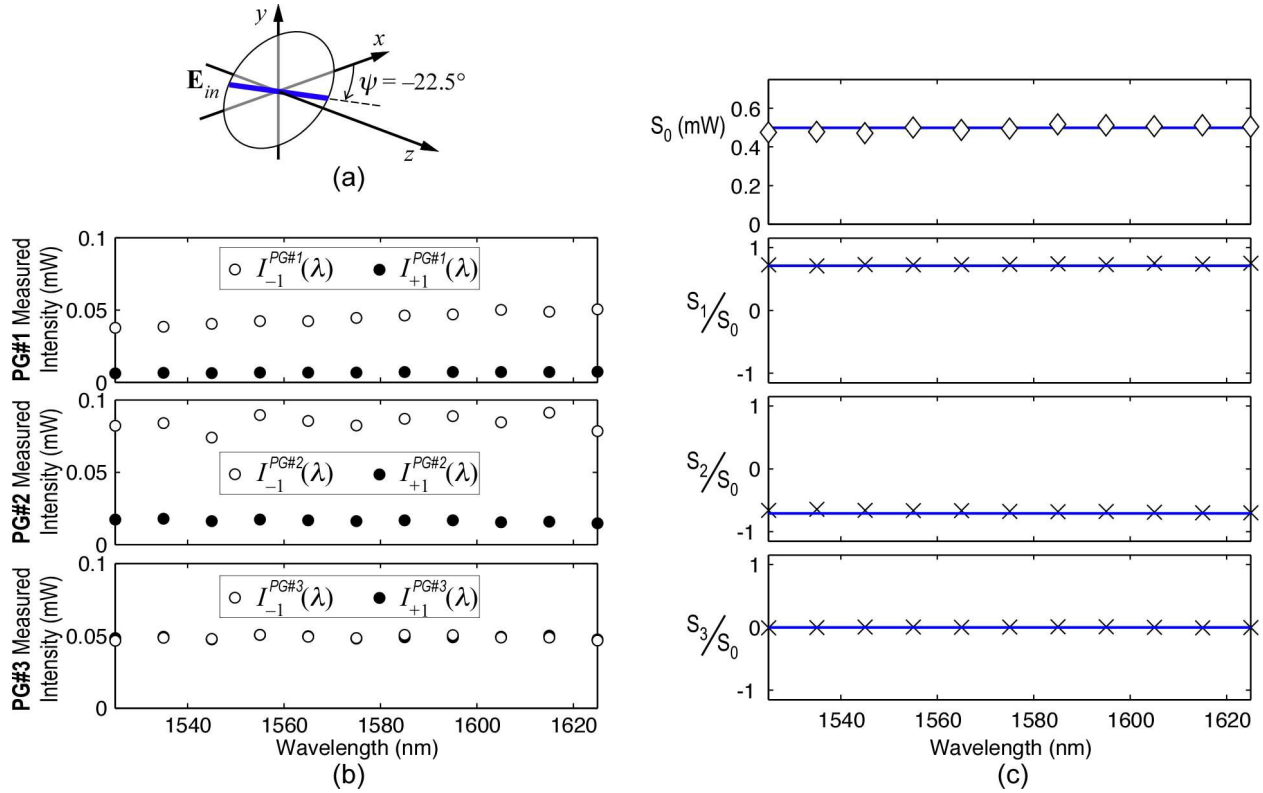 y
x
E_in
ψ = –22.5°
z
(a)
PG#1 Measured
Intensity (mW)
0.1
0.05
0
I_{–1}^{PG#1}(λ) I_{+1}^{PG#1}(λ)
PG#2 Measured
Intensity (mW)
0.1
0.05
0
I_{–1}^{PG#2}(λ) I_{+1}^{PG#2}(λ)
PG#3 Measured
Intensity (mW)
0.1
0.05
0
I_{–1}^{PG#3}(λ) I_{+1}^{PG#3}(λ)
1540 1560 1580 1600 1620
Wavelength (nm)
(b)
S_0 (mW)
0.6
0.4
0.2
0
S_1/S_0
1
0
-1
S_2/S_0
1
0
-1
S_3/S_0
1
0
-1
1540 1560 1580 1600 1620
Wavelength (nm)
(c)